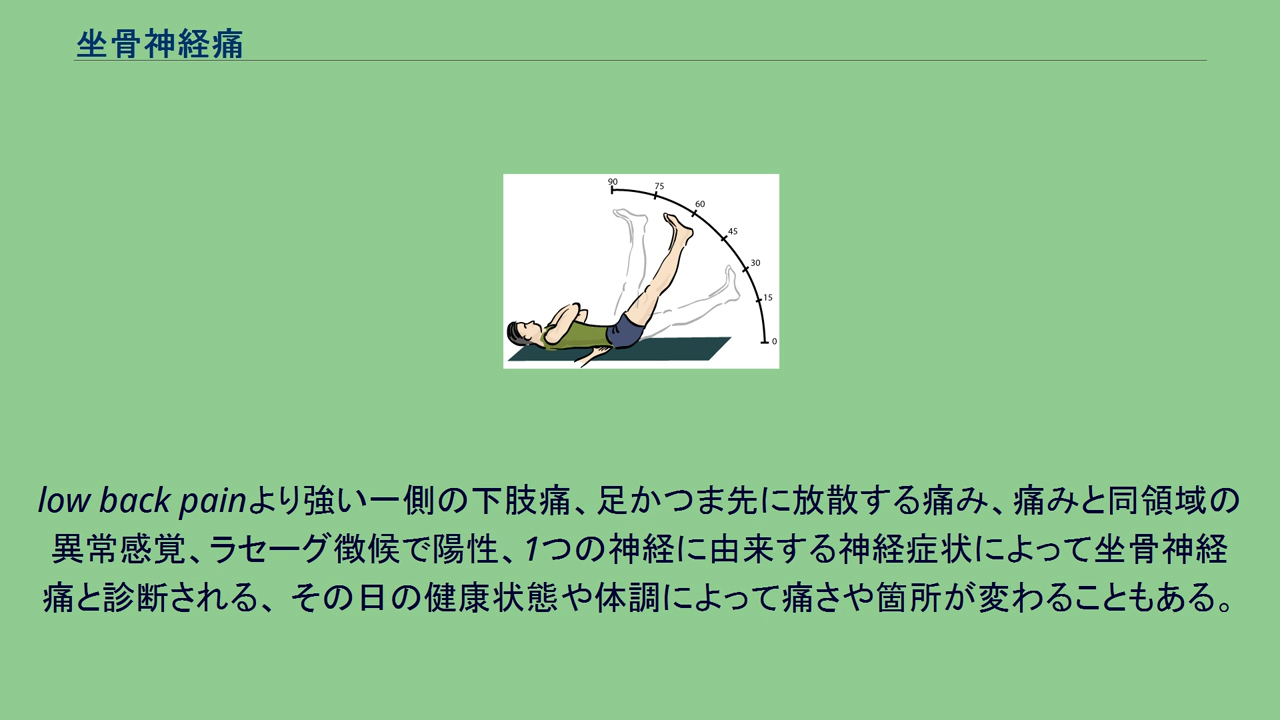 坐骨神経痛
90
75
60
45
30
15
0
low back painより強い一側の下肢痛、足かつま先に放散する痛み、痛みと同領域の
異常感覚、ラセーグ徴候で陽性、1つの神経に由来する神経症状によって坐骨神経
痛と診断される、その日の健康状態や体調によって痛さや箇所が変わることもある。